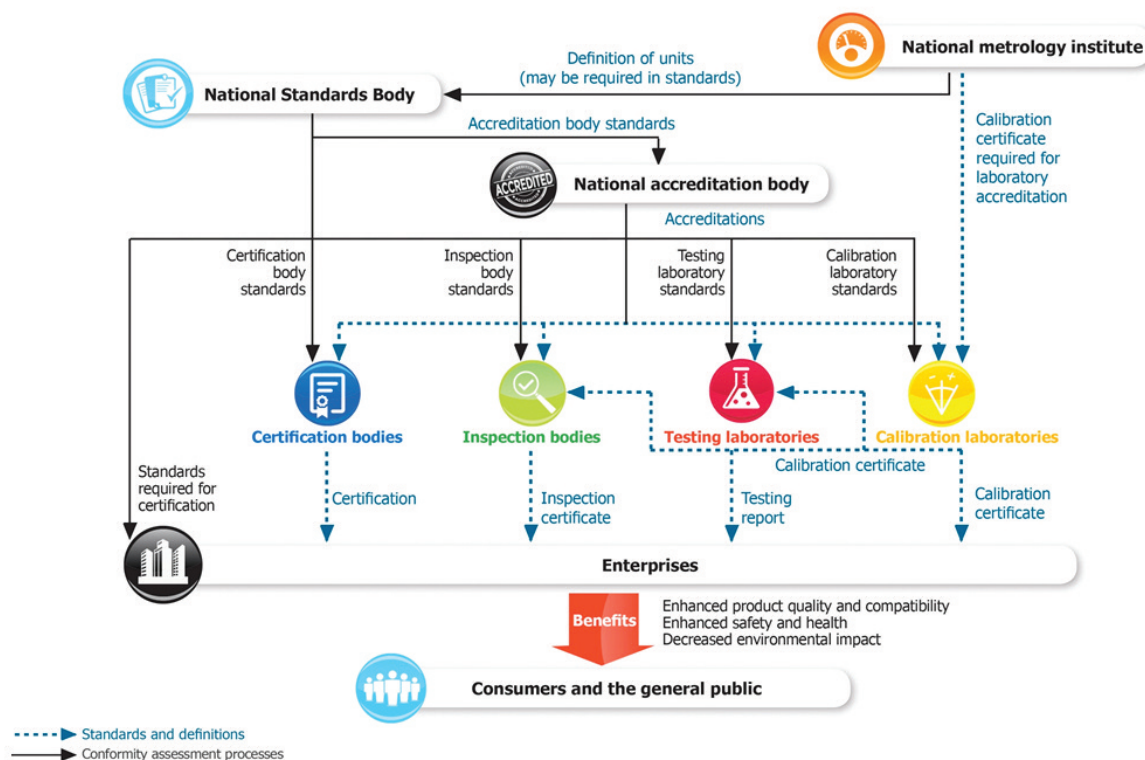 National metrology institute
Definition of units
(may be required in standards)
National Standards Body
Accreditation body standards
Calibration
certificate
required for
laboratory
accreditation
ACCREDITED
National accreditation body
Accreditations
Certification
body
standards
Inspection
body
standards
Testing
laboratory
standards
Calibration
laboratory
standards
Certification bodies
Inspection bodies
Testing laboratories
Calibration laboratories
Calibration certificate
Standards
required for
certification
Certification
Inspection
certificate
Testing
report
Calibration
certificate
Enterprises
Benefits
Enhanced product quality and compatibility
Enhanced safety and health
Decreased environmental impact
Consumers and the general public
Standards and definitions
Conformity assessment processes